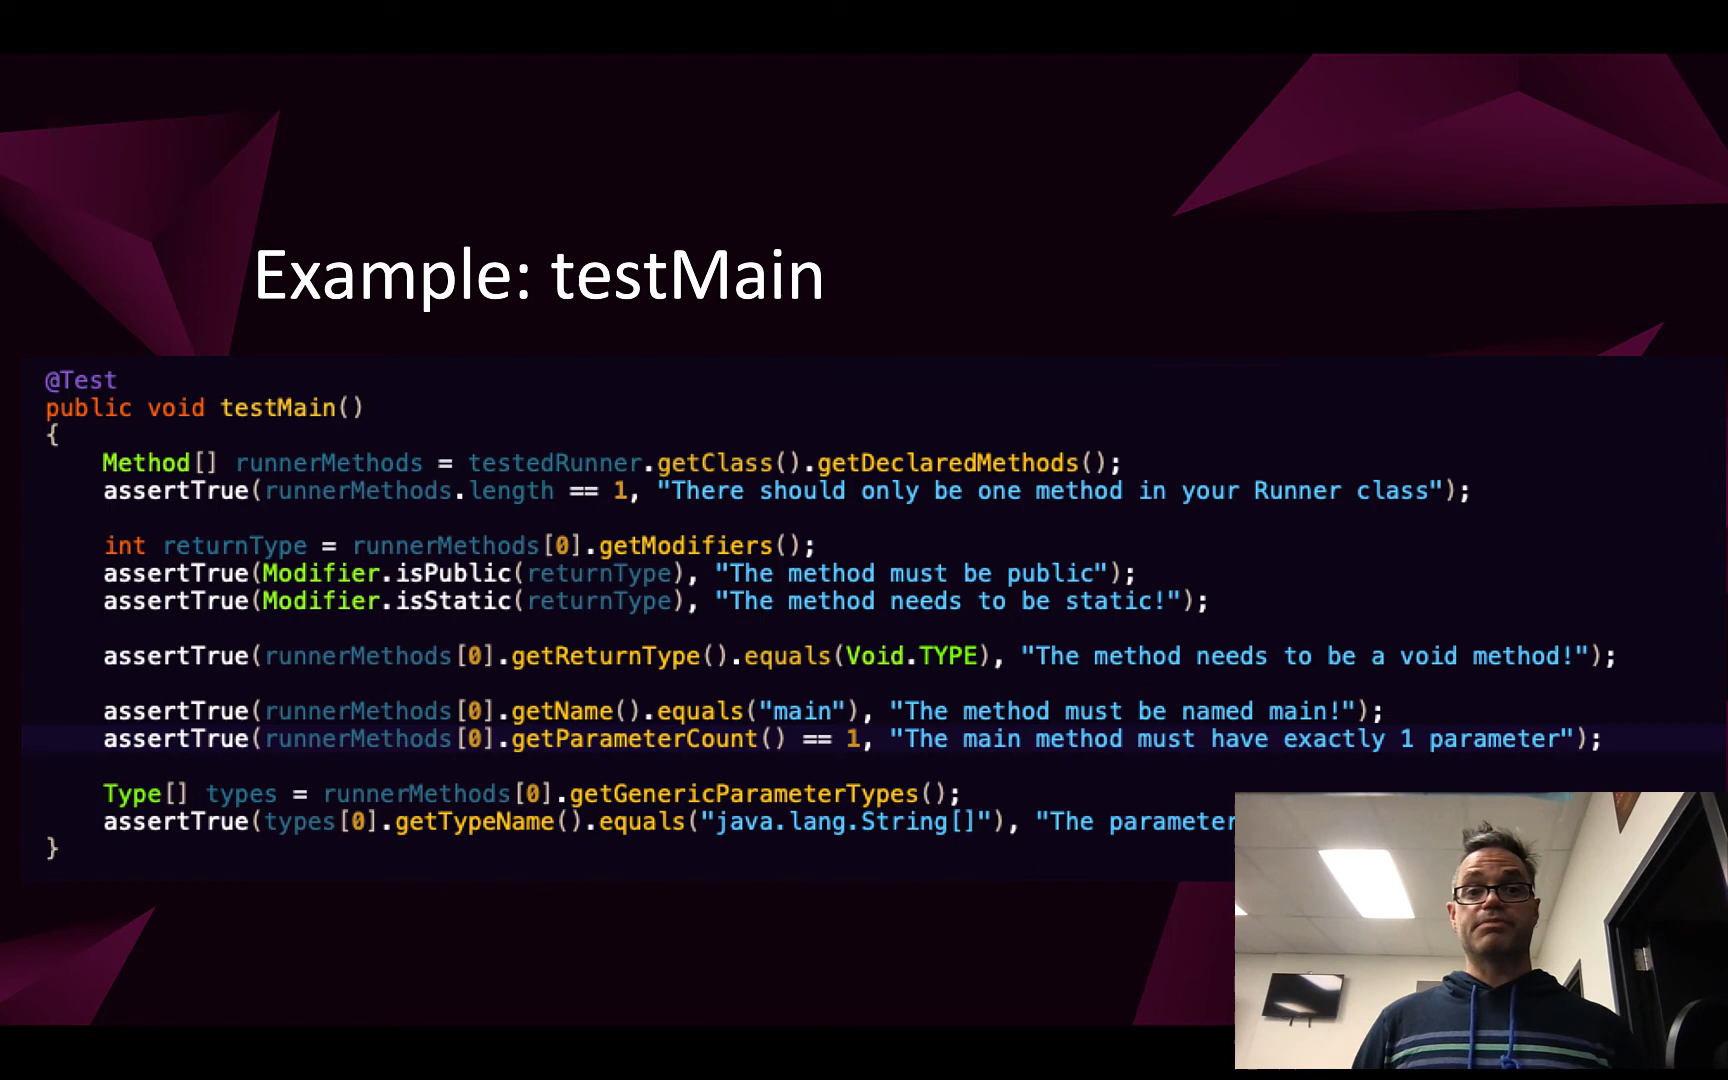 Example: testMain
@Test
public void testMain()
{
Method[] runnerMethods = testedRunner.getClass().getDeclaredMethods();
assertTrue(runnerMethods.length == 1, "There should only be one method in your Runner class");
int returnType = runnerMethods[0].getModifiers();
assertTrue(Modifier.isPublic(returnType), "The method must be public");
assertTrue(Modifier.isStatic(returnType), "The method needs to be static!");
assertTrue(runnerMethods[0].getReturnType().equals(Void.TYPE), "The method needs to be a void method!");
assertTrue(runnerMethods[0].getName().equals("main"), "The method must be named main!");
assertTrue(runnerMethods[0].getParameterCount() == 1, "The main method must have exactly 1 parameter");
Type[] types = runnerMethods[0].getGenericParameterTypes();
assertTrue(types[0].getTypeName().equals("java.lang.String[]"), "The parameter
}